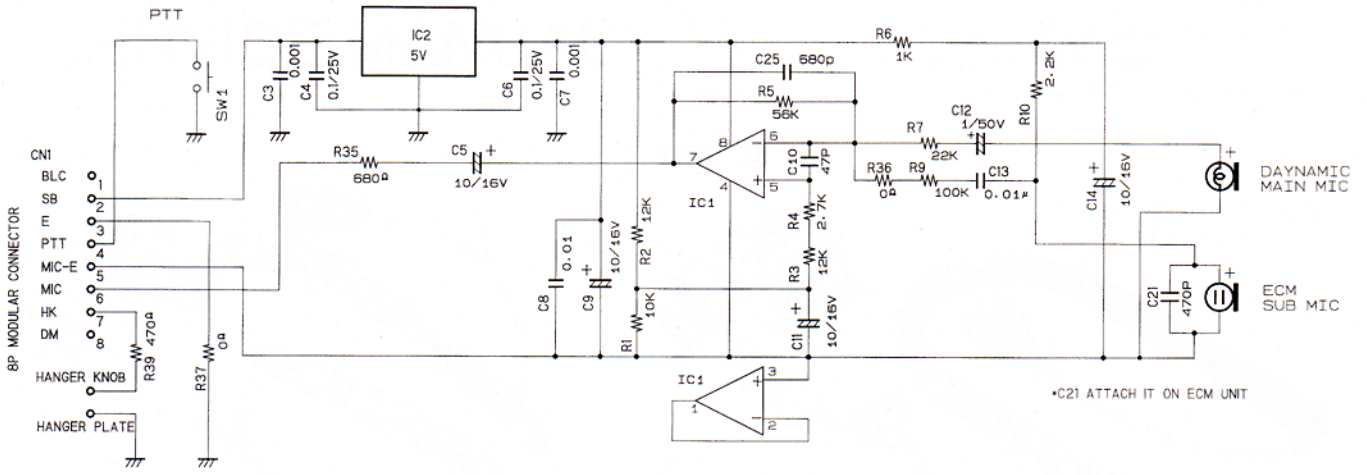 PTT
SW1
C3
0.001
C4
0.1/25V
IC2
5V
C6
0.1/25V
C7
0.001
R6
1K
C25
680p
R5
56K
2.2K
R10
C12
1/50V
R7
22K
R36
0Ω
R9
100K
C13
0.01μ
C14
10/16V
+
+
DAYNAMIC
MAIN MIC
8
7
4
6
5
−
+
IC1
C10
47P
R4
2.7K
R3
12K
C11
10/16V
+
R35
680Ω
C5
+
10/16V
CN1
8P MODULAR CONNECTOR
BLC 1
SB 2
E 3
PTT 4
MIC-E 5
MIC 6
HK 7
DM 8
R39 470Ω
R37
0Ω
HANGER KNOB
HANGER PLATE
C8
0.01
C9
10/16V
+
12K
R2
10K
R1
IC1
3
1
2
+
−
C21
470P
+
ECM
SUB MIC
*C21 ATTACH IT ON ECM UNIT